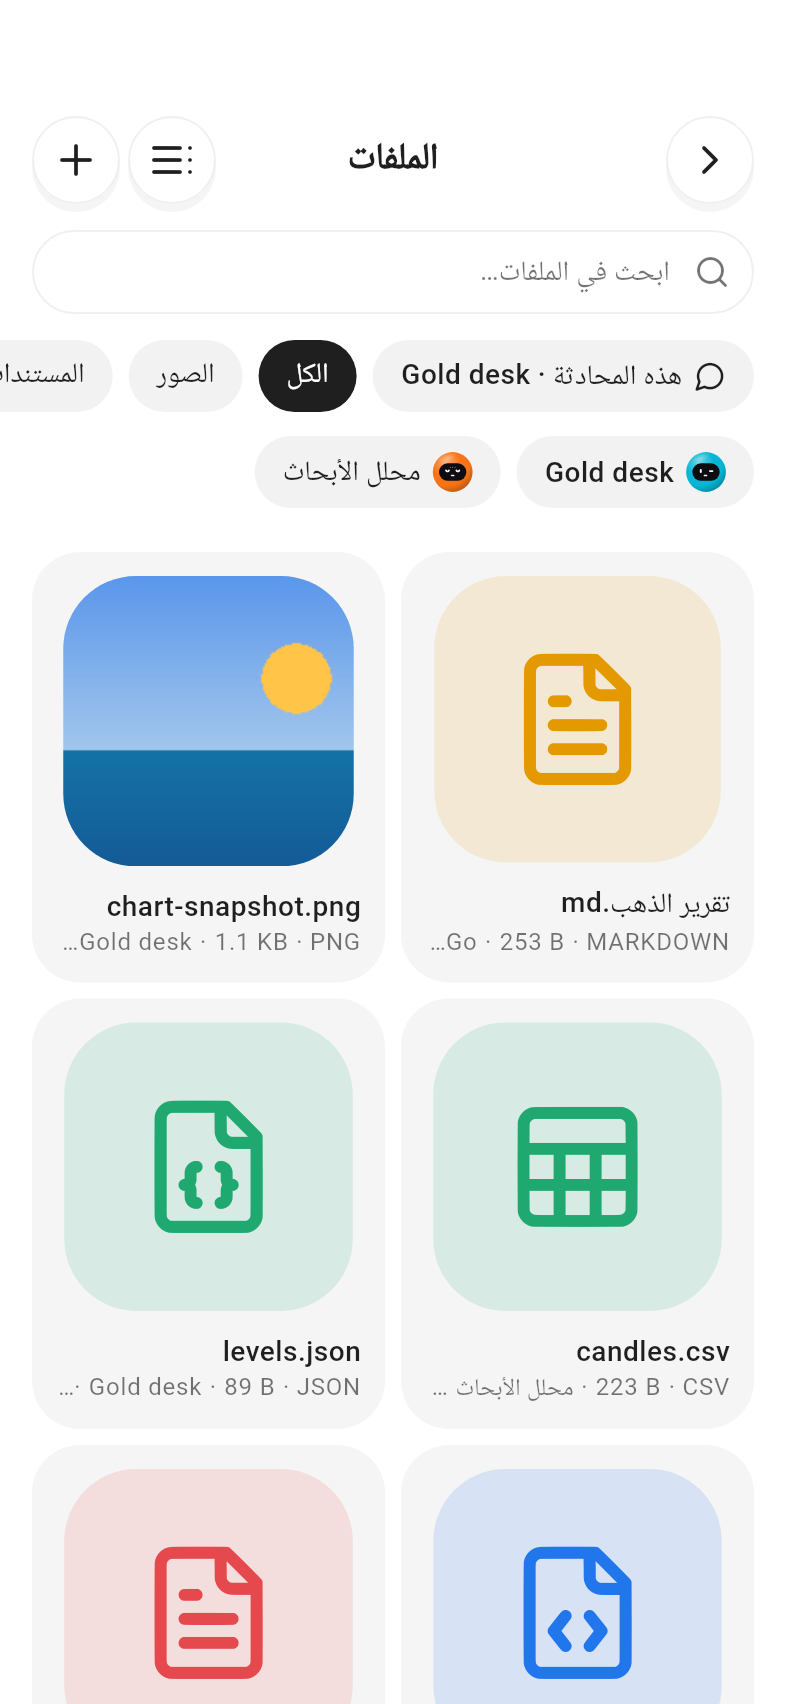 الملفات
ابحث في الملفات...
هذه المحادثة · Gold desk
الكل
الصور
المستندات
Gold desk
محلل الأبحاث
تقرير الذهب.md
MARKDOWN · 253 B · Go...
chart-snapshot.png
PNG · 1.1 KB · Gold desk...
candles.csv
CSV · 223 B · محلل الأبحاث ...
levels.json
JSON · 89 B · Gold desk ·...